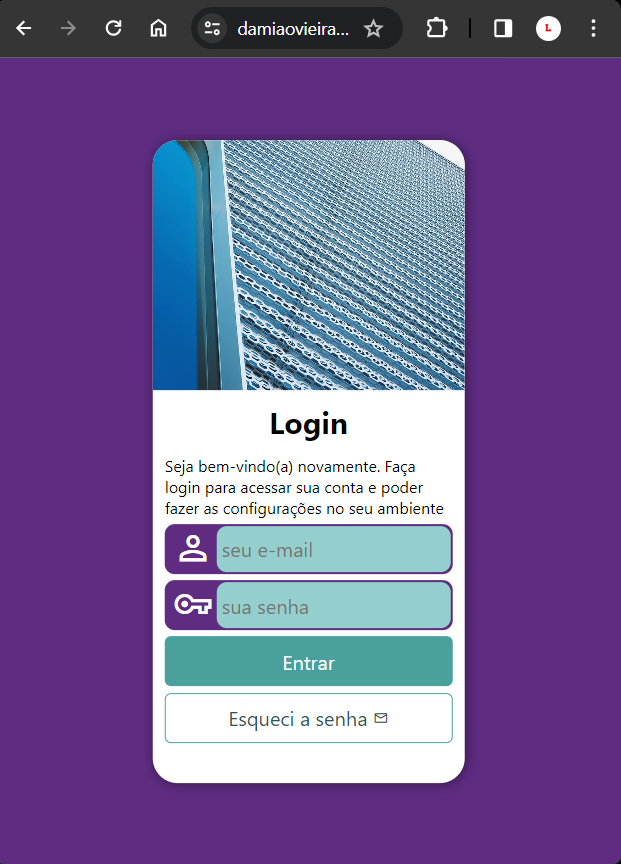 damiaovieira...
L
Login
Seja bem-vindo(a) novamente. Faça
login para acessar sua conta e poder
fazer as configurações no seu ambiente
seu e-mail
sua senha
Entrar
Esqueci a senha